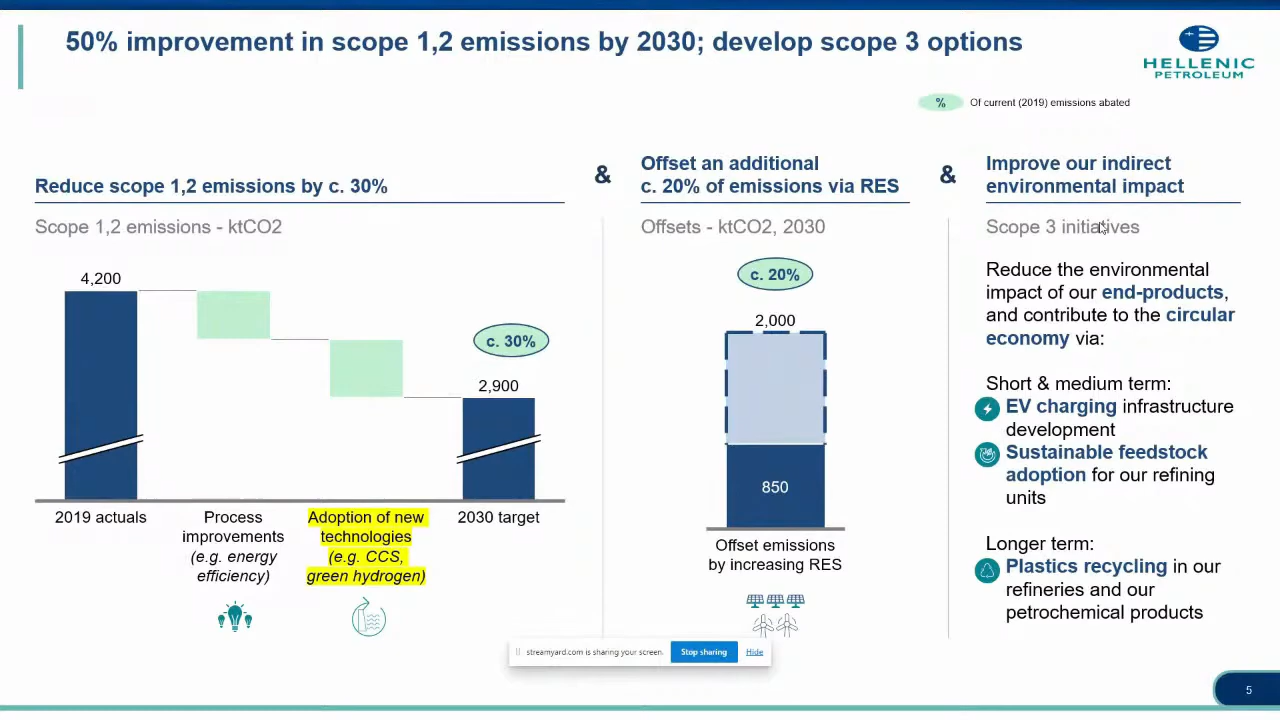 50% improvement in scope 1,2 emissions by 2030; develop scope 3 options
HELLENIC
PETROLEUM
% Of current (2019) emissions abated
Reduce scope 1,2 emissions by c. 30%
Scope 1,2 emissions - ktCO2
4,200
c. 30%
2,900
2019 actuals
Process
improvements
(e.g. energy
efficiency)
Adoption of new
technologies
(e.g. CCS,
green hydrogen)
2030 target
&
Offset an additional
c. 20% of emissions via RES
Offsets - ktCO2, 2030
c. 20%
2,000
850
Offset emissions
by increasing RES
&
Improve our indirect
environmental impact
Scope 3 initiatives
Reduce the environmental
impact of our end-products,
and contribute to the circular
economy via:
Short & medium term:
EV charging infrastructure
development
Sustainable feedstock
adoption for our refining
units
Longer term:
Plastics recycling in our
refineries and our
petrochemical products
streamyard.com is sharing your screen. Stop sharing Hide
5